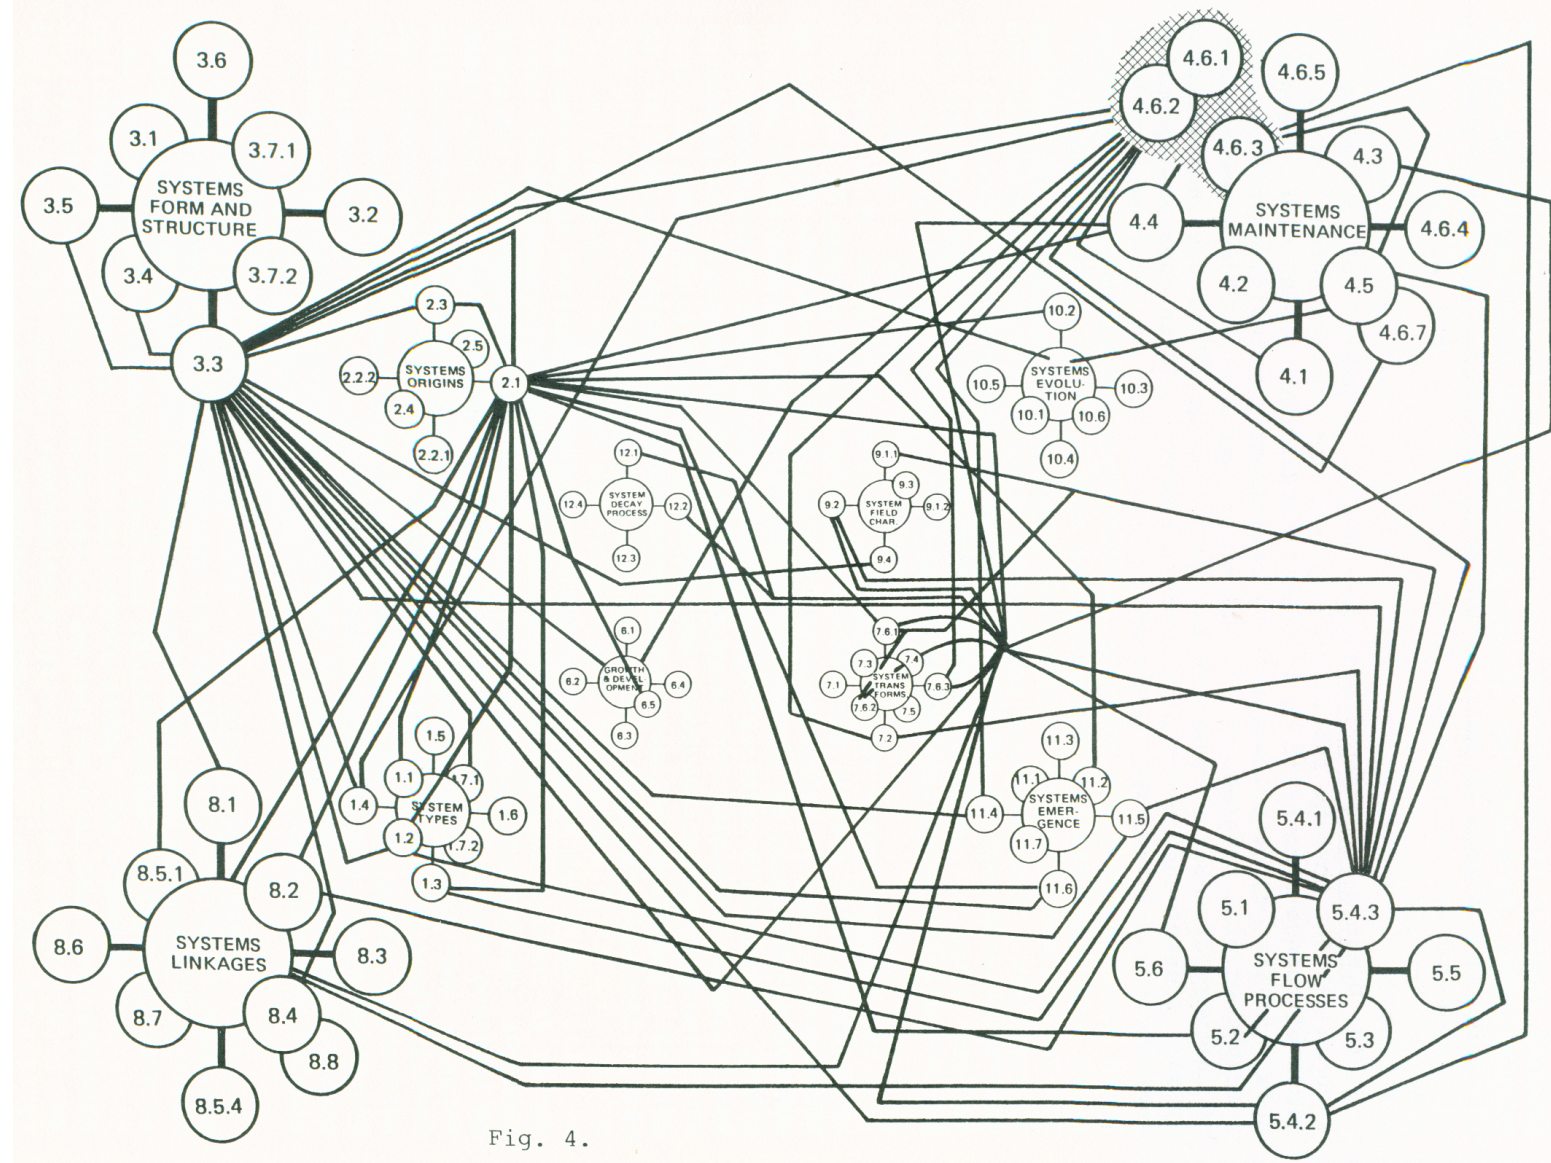 3.6
3.1
3.7.1
SYSTEMS
FORM AND
STRUCTURE
3.5
3.2
3.4
3.7.2
3.3
4.6.1
4.6.2
4.6.5
4.6.3
4.3
4.4
SYSTEMS
MAINTENANCE
4.6.4
4.2
4.5
4.6.7
4.1
2.3
2.5
2.2.2
SYSTEMS
ORIGINS
2.1
2.4
2.2.1
10.2
SYSTEMS
EVOLU-
TION
10.5
10.3
10.1
10.6
10.4
12.1
12.4
SYSTEM
DECAY
PROCESS
12.2
12.3
9.1.1
9.3
9.2
SYSTEM
FIELD
CHAR.
9.1.2
9.4
6.1
6.2
GROWTH
& DEVEL
OPMENT
6.4
6.5
6.3
7.6.1
7.3
7.4
7.1
SYSTEM
TRANS
FORMS
7.6.3
7.6.2
7.5
7.2
1.5
1.1
1.7.1
1.4
SYSTEM
TYPES
1.6
1.2
1.7.2
1.3
11.3
11.1
11.2
11.4
SYSTEMS
EMER-
GENCE
11.5
11.7
11.6
8.1
8.5.1
8.2
8.6
SYSTEMS
LINKAGES
8.3
8.7
8.4
8.8
8.5.4
5.4.1
5.1
5.4.3
5.6
SYSTEMS
FLOW
PROCESSES
5.5
5.2
5.3
5.4.2
Fig. 4.